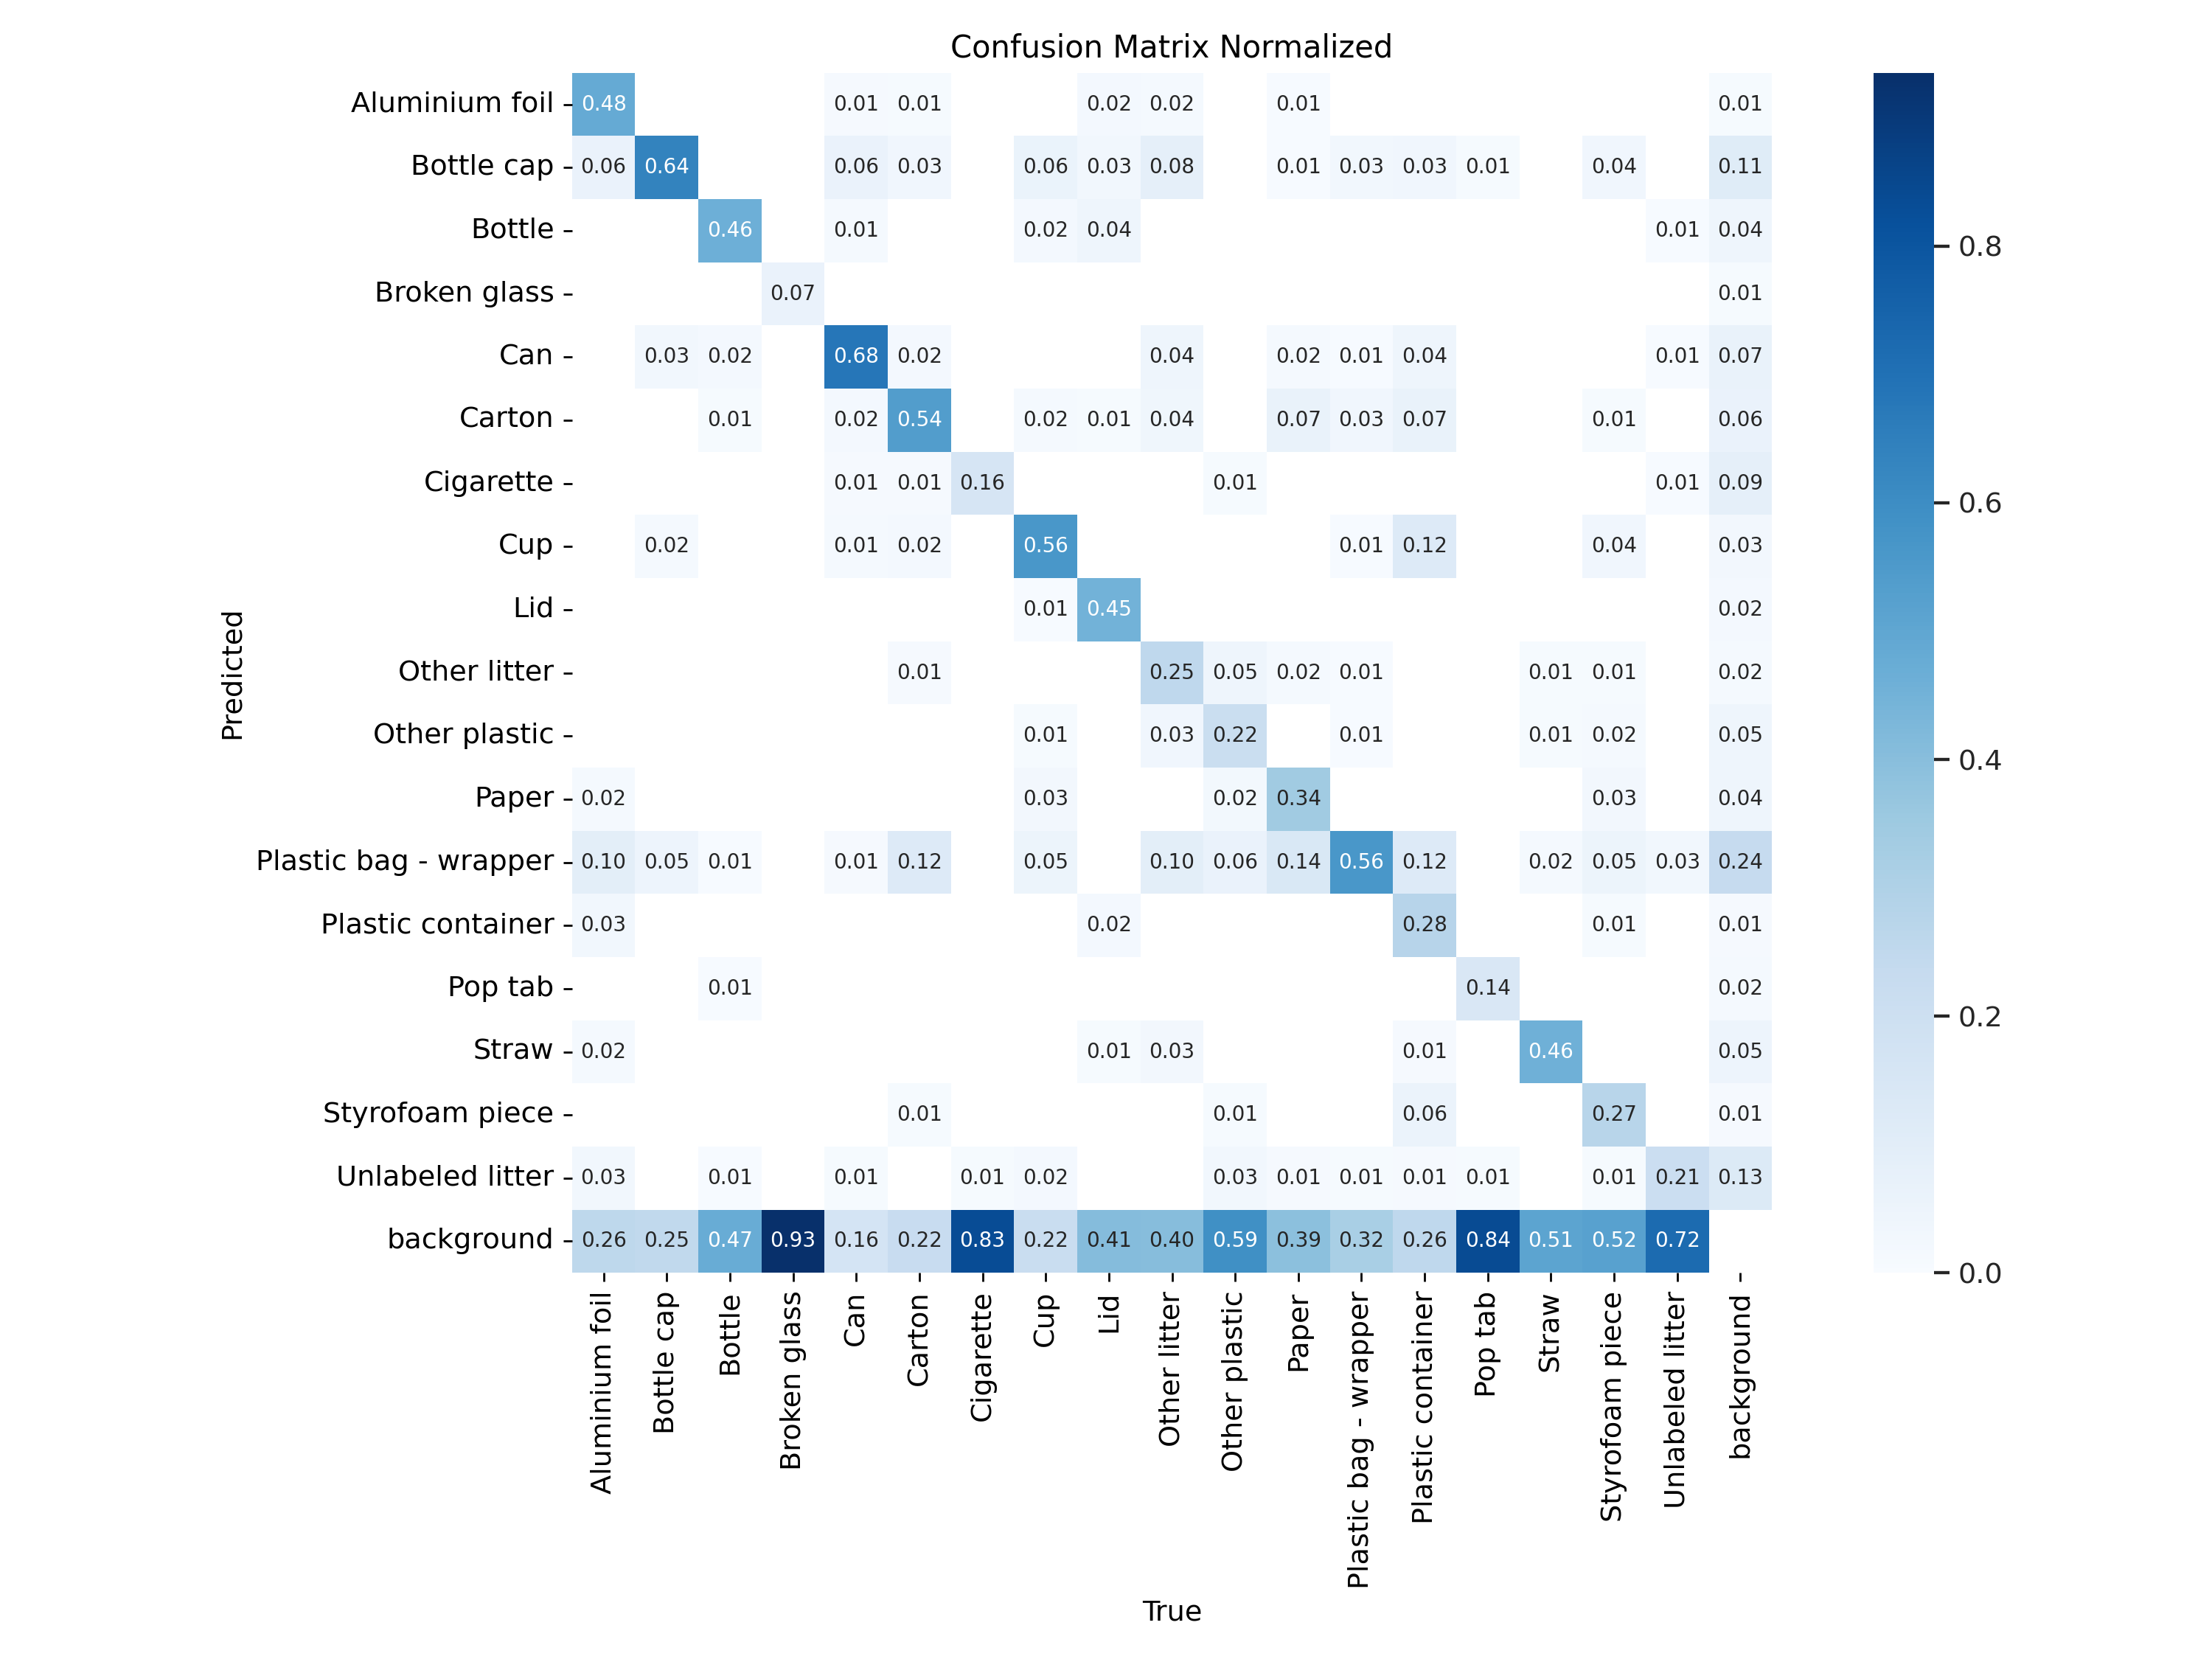 Confusion Matrix Normalized
Aluminium foil 0.48 0.01 0.01 0.02 0.02 0.01 0.01
Bottle cap 0.06 0.64 0.06 0.03 0.06 0.03 0.08 0.01 0.03 0.03 0.01 0.04 0.11
Bottle 0.46 0.01 0.02 0.04 0.01 0.04
Broken glass 0.07 0.01
Can 0.03 0.02 0.68 0.02 0.04 0.02 0.01 0.04 0.01 0.07
Carton 0.01 0.02 0.54 0.02 0.01 0.04 0.07 0.03 0.07 0.01 0.06
Cigarette 0.01 0.01 0.16 0.01 0.01 0.09
Cup 0.02 0.01 0.02 0.56 0.01 0.12 0.04 0.03
Lid 0.01 0.45 0.02
Other litter 0.01 0.25 0.05 0.02 0.01 0.01 0.01 0.02
Other plastic 0.01 0.03 0.22 0.01 0.01 0.02 0.05
Paper 0.02 0.03 0.02 0.34 0.03 0.04
Plastic bag - wrapper 0.10 0.05 0.01 0.01 0.12 0.05 0.10 0.06 0.14 0.56 0.12 0.02 0.05 0.03 0.24
Plastic container 0.03 0.02 0.28 0.01 0.01
Pop tab 0.01 0.14 0.02
Straw 0.02 0.01 0.03 0.01 0.46 0.05
Styrofoam piece 0.01 0.01 0.06 0.27 0.01
Unlabeled litter 0.03 0.01 0.01 0.01 0.02 0.03 0.01 0.01 0.01 0.01 0.01 0.21 0.13
background 0.26 0.25 0.47 0.93 0.16 0.22 0.83 0.22 0.41 0.40 0.59 0.39 0.32 0.26 0.84 0.51 0.52 0.72
Predicted
Aluminium foil
Bottle cap
Bottle
Broken glass
Can
Carton
Cigarette
Cup
Lid
Other litter
Other plastic
Paper
Plastic bag - wrapper
Plastic container
Pop tab
Straw
Styrofoam piece
Unlabeled litter
background
True
0.8
0.6
0.4
0.2
0.0